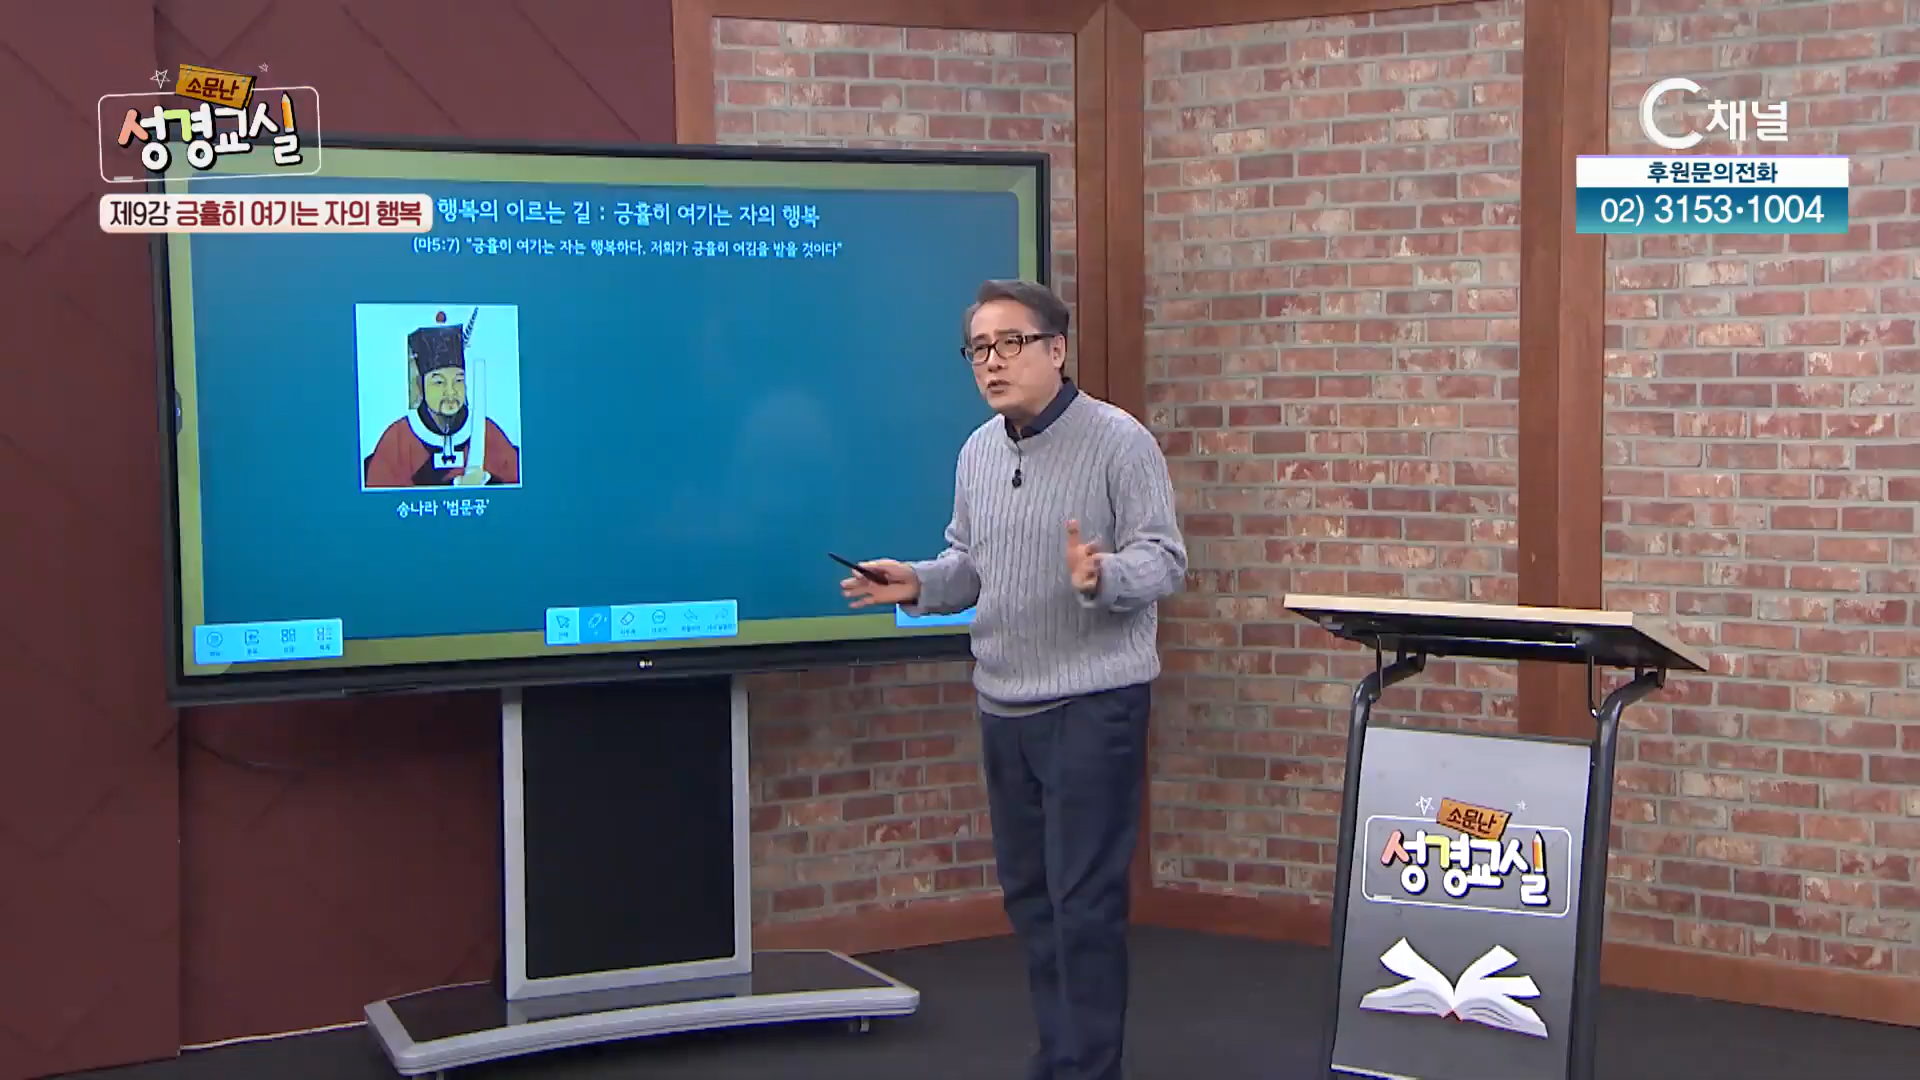 소문난
성경교실
제9강 긍휼히 여기는 자의 행복
C채널
후원문의전화
02) 3153·1004
행복의 이르는 길 : 긍휼히 여기는 자의 행복
(마5:7) "긍휼히 여기는 자는 행복하다. 저희가 긍휼히 여김을 받을 것이다"
송나라 '범문공'
LG
소문난
성경교실